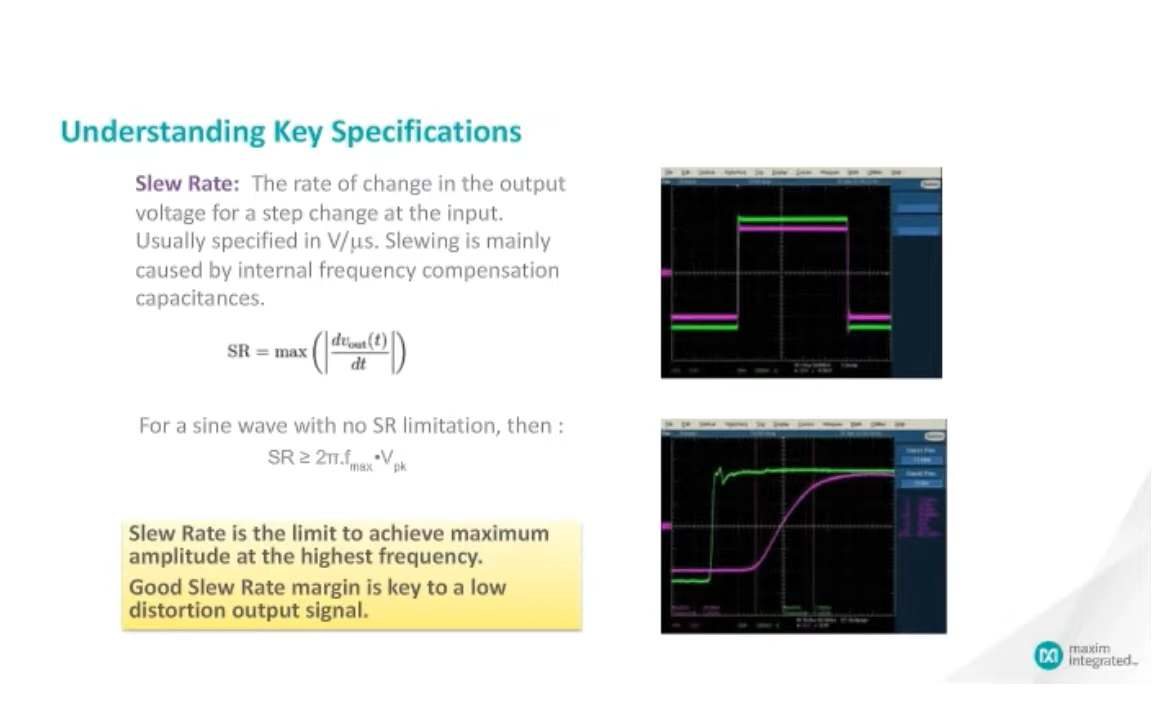 Understanding Key Specifications
Slew Rate: The rate of change in the output
voltage for a step change at the input.
Usually specified in V/µs. Slewing is mainly
caused by internal frequency compensation
capacitances.
SR = max (|dv_out(t)/dt|)
For a sine wave with no SR limitation, then :
SR ≥ 2π.f_max•V_pk
Slew Rate is the limit to achieve maximum
amplitude at the highest frequency.
Good Slew Rate margin is key to a low
distortion output signal.
maxim
integrated™